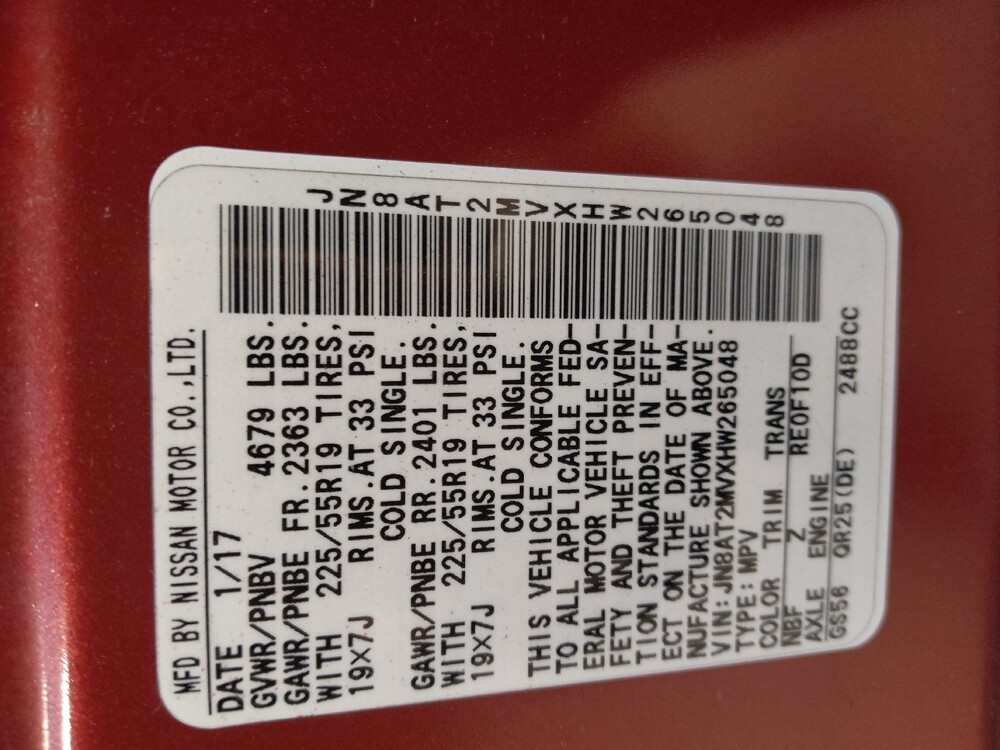 MFD BY NISSAN MOTOR CO.,LTD.
DATE 1/17
GVWR/PNBV 4679 LBS.
GAWR/PNBE FR.2363 LBS.
WITH 225/55R19 TIRES,
19×7J RIMS.AT 33 PSI
COLD SINGLE.
GAWR/PNBE RR.2401 LBS.
WITH 225/55R19 TIRES,
19×7J RIMS.AT 33 PSI
COLD SINGLE.
THIS VEHICLE CONFORMS
TO ALL APPLICABLE FED-
ERAL MOTOR VEHICLE SA-
FETY AND THEFT PREVEN-
TION STANDARDS IN EFF-
ECT ON THE DATE OF MA-
NUFACTURE SHOWN ABOVE.
VIN:JN8AT2MVXHW265048
TYPE:MPV
COLOR TRIM TRANS
NBF Z RE0F10D
AXLE ENGINE
GS56 QR25(DE) 2488CC
JN8AT2MVXHW265048